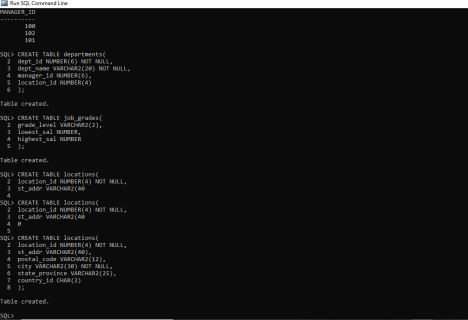 Run SQL Command Line
MANAGER_ID
----------
100
102
101
SQL> CREATE TABLE departments(
2 dept_id NUMBER(6) NOT NULL,
3 dept_name VARCHAR2(20) NOT NULL,
4 manager_id NUMBER(6),
5 location_id NUMBER(4)
6 );
Table created.
SQL> CREATE TABLE job_grades(
2 grade_level VARCHAR2(2),
3 lowest_sal NUMBER,
4 highest_sal NUMBER
5 );
Table created.
SQL> CREATE TABLE locations(
2 location_id NUMBER(4) NOT NULL,
3 st_addr VARCHAR2(40
4
SQL> CREATE TABLE locations(
2 location_id NUMBER(4) NOT NULL,
3 st_addr VARCHAR2(40
4 0
5
SQL> CREATE TABLE locations(
2 location_id NUMBER(4) NOT NULL,
3 st_addr VARCHAR2(40),
4 postal_code VARCHAR2(12),
5 city VARCHAR2(30) NOT NULL,
6 state_province VARCHAR2(25),
7 country_id CHAR(2)
8 );
Table created.
SQL>